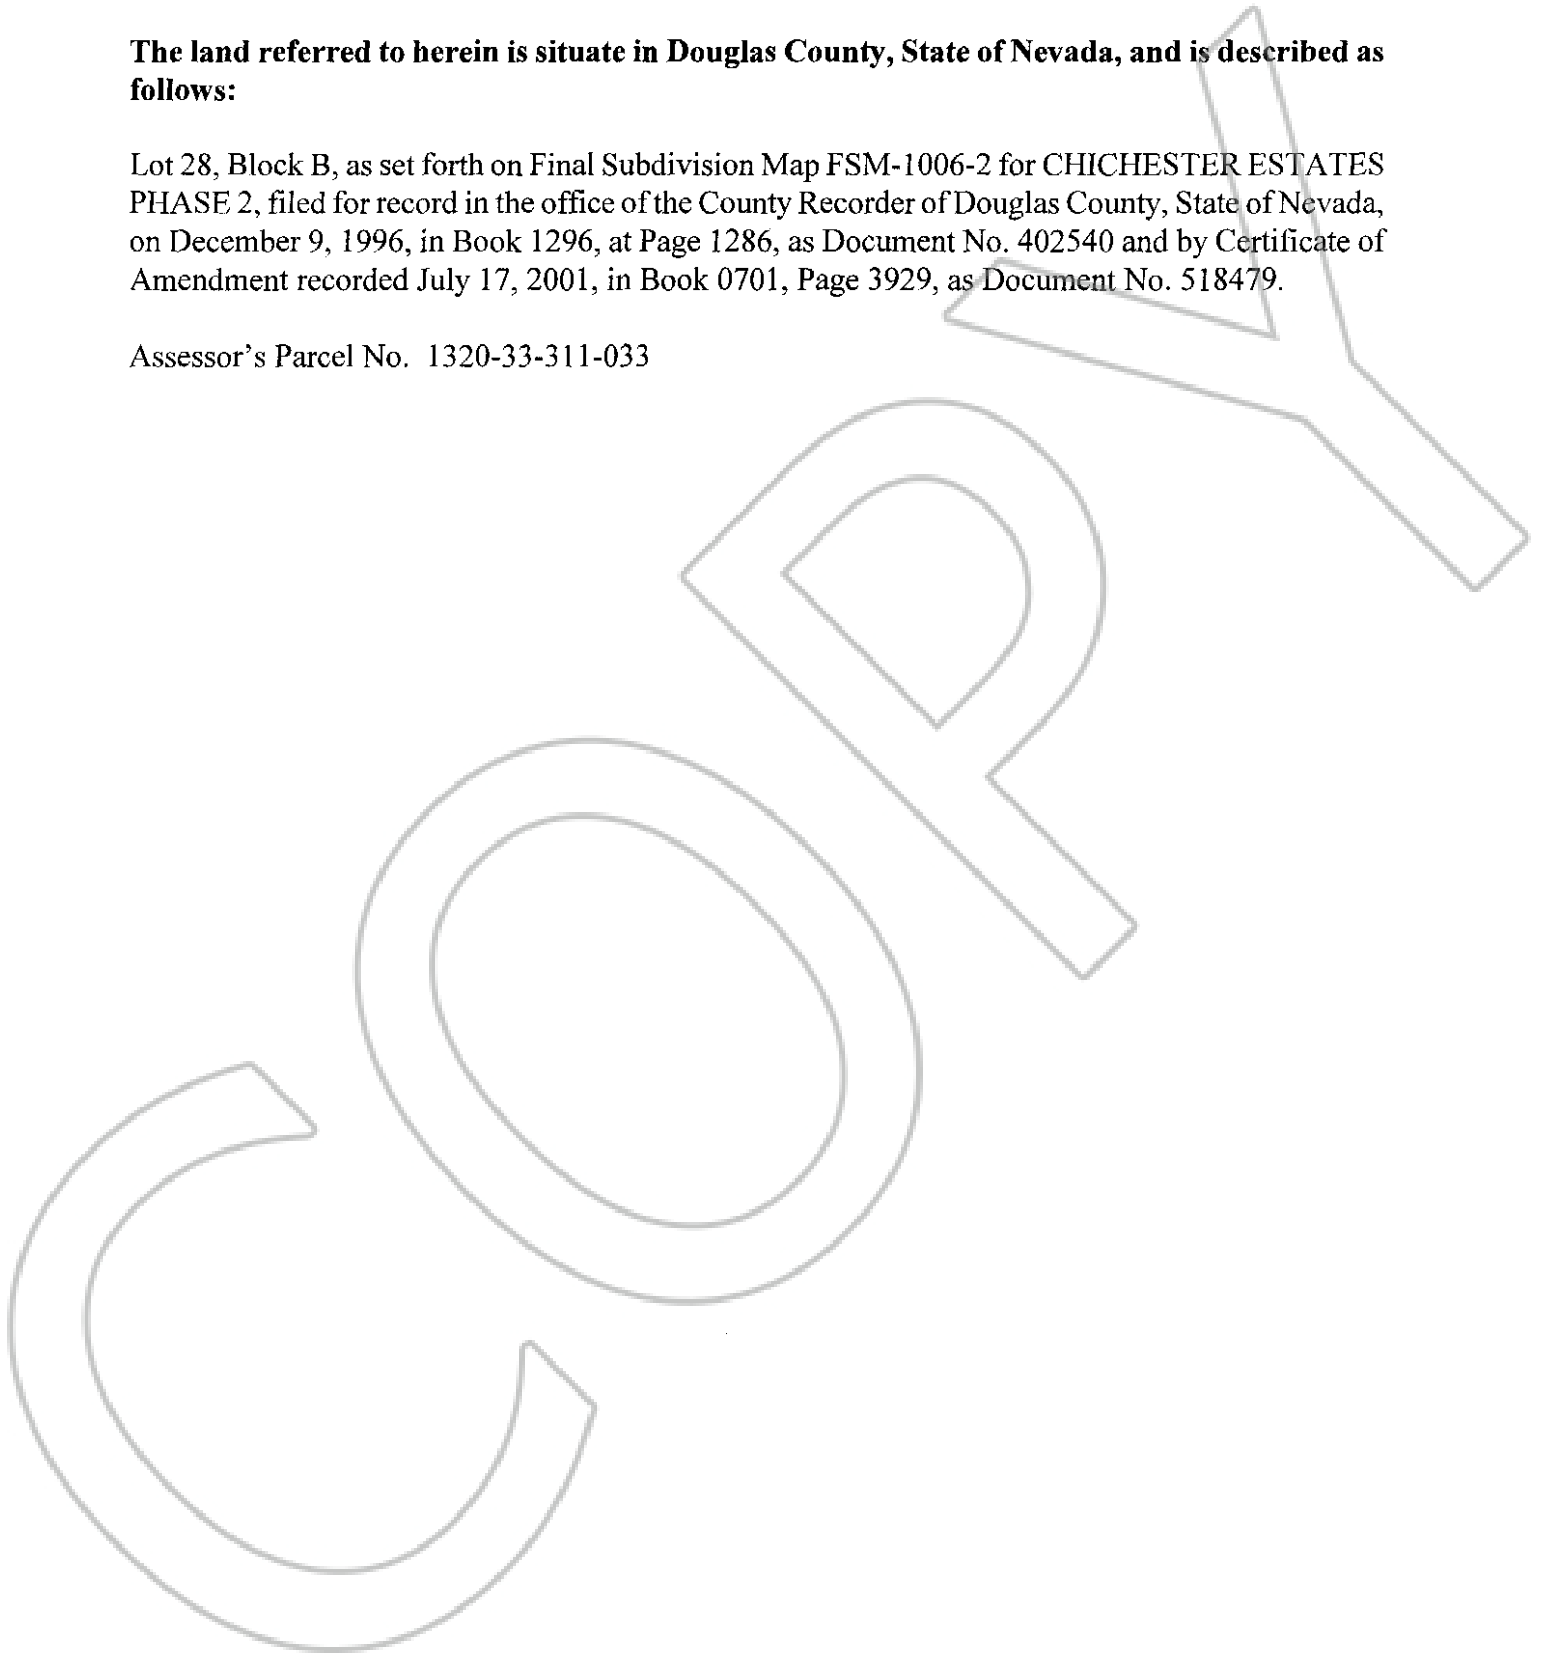 The land referred to herein is situate in Douglas County, State of Nevada, and is described as
follows:
Lot 28, Block B, as set forth on Final Subdivision Map FSM-1006-2 for CHICHESTER ESTATES
PHASE 2, filed for record in the office of the County Recorder of Douglas County, State of Nevada,
on December 9, 1996, in Book 1296, at Page 1286, as Document No. 402540 and by Certificate of
Amendment recorded July 17, 2001, in Book 0701, Page 3929, as Document No. 518479.
Assessor's Parcel No. 1320-33-311-033
COPY